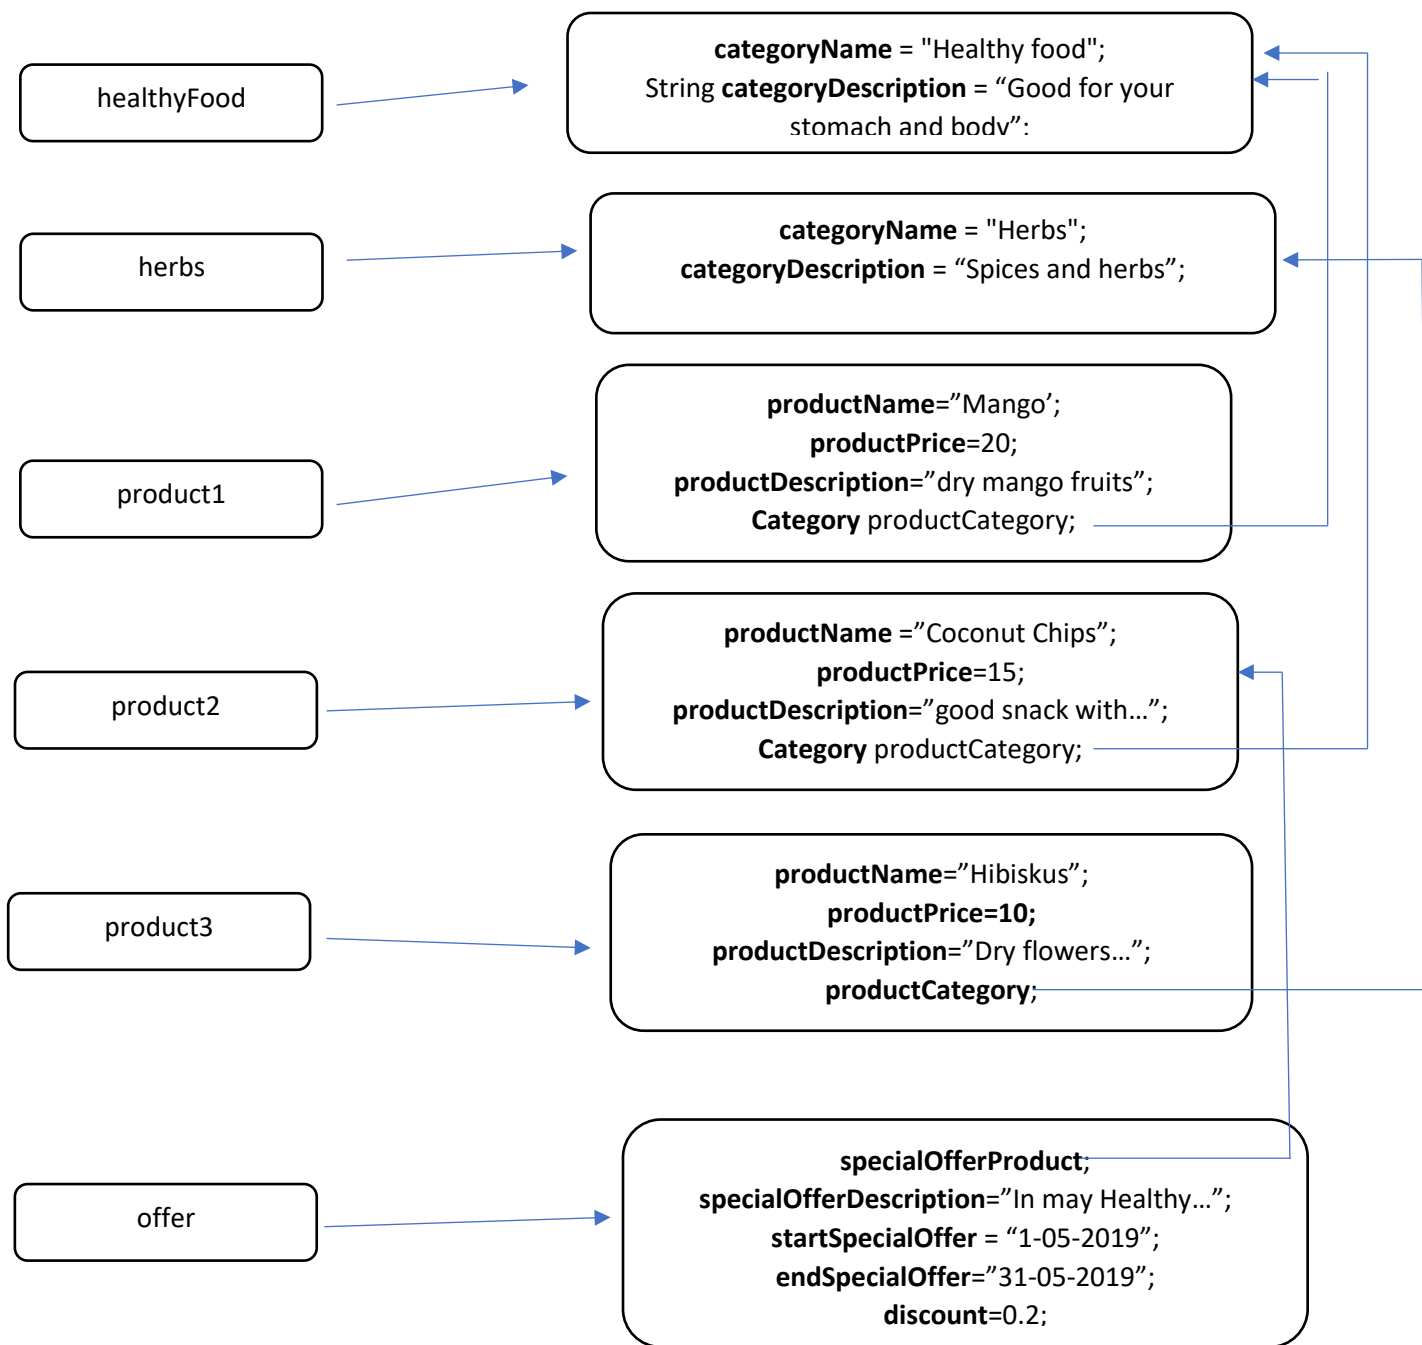 healthyFood
categoryName = "Healthy food";
String categoryDescription = “Good for your
stomach and body”;
herbs
categoryName = "Herbs";
categoryDescription = “Spices and herbs”;
product1
productName=”Mango’;
productPrice=20;
productDescription=”dry mango fruits”;
Category productCategory;
product2
productName =”Coconut Chips”;
productPrice=15;
productDescription=”good snack with…”;
Category productCategory;
product3
productName=”Hibiskus”;
productPrice=10;
productDescription=”Dry flowers…”;
productCategory;
offer
specialOfferProduct;
specialOfferDescription=”In may Healthy…”;
startSpecialOffer = “1-05-2019”;
endSpecialOffer=”31-05-2019”;
discount=0.2;